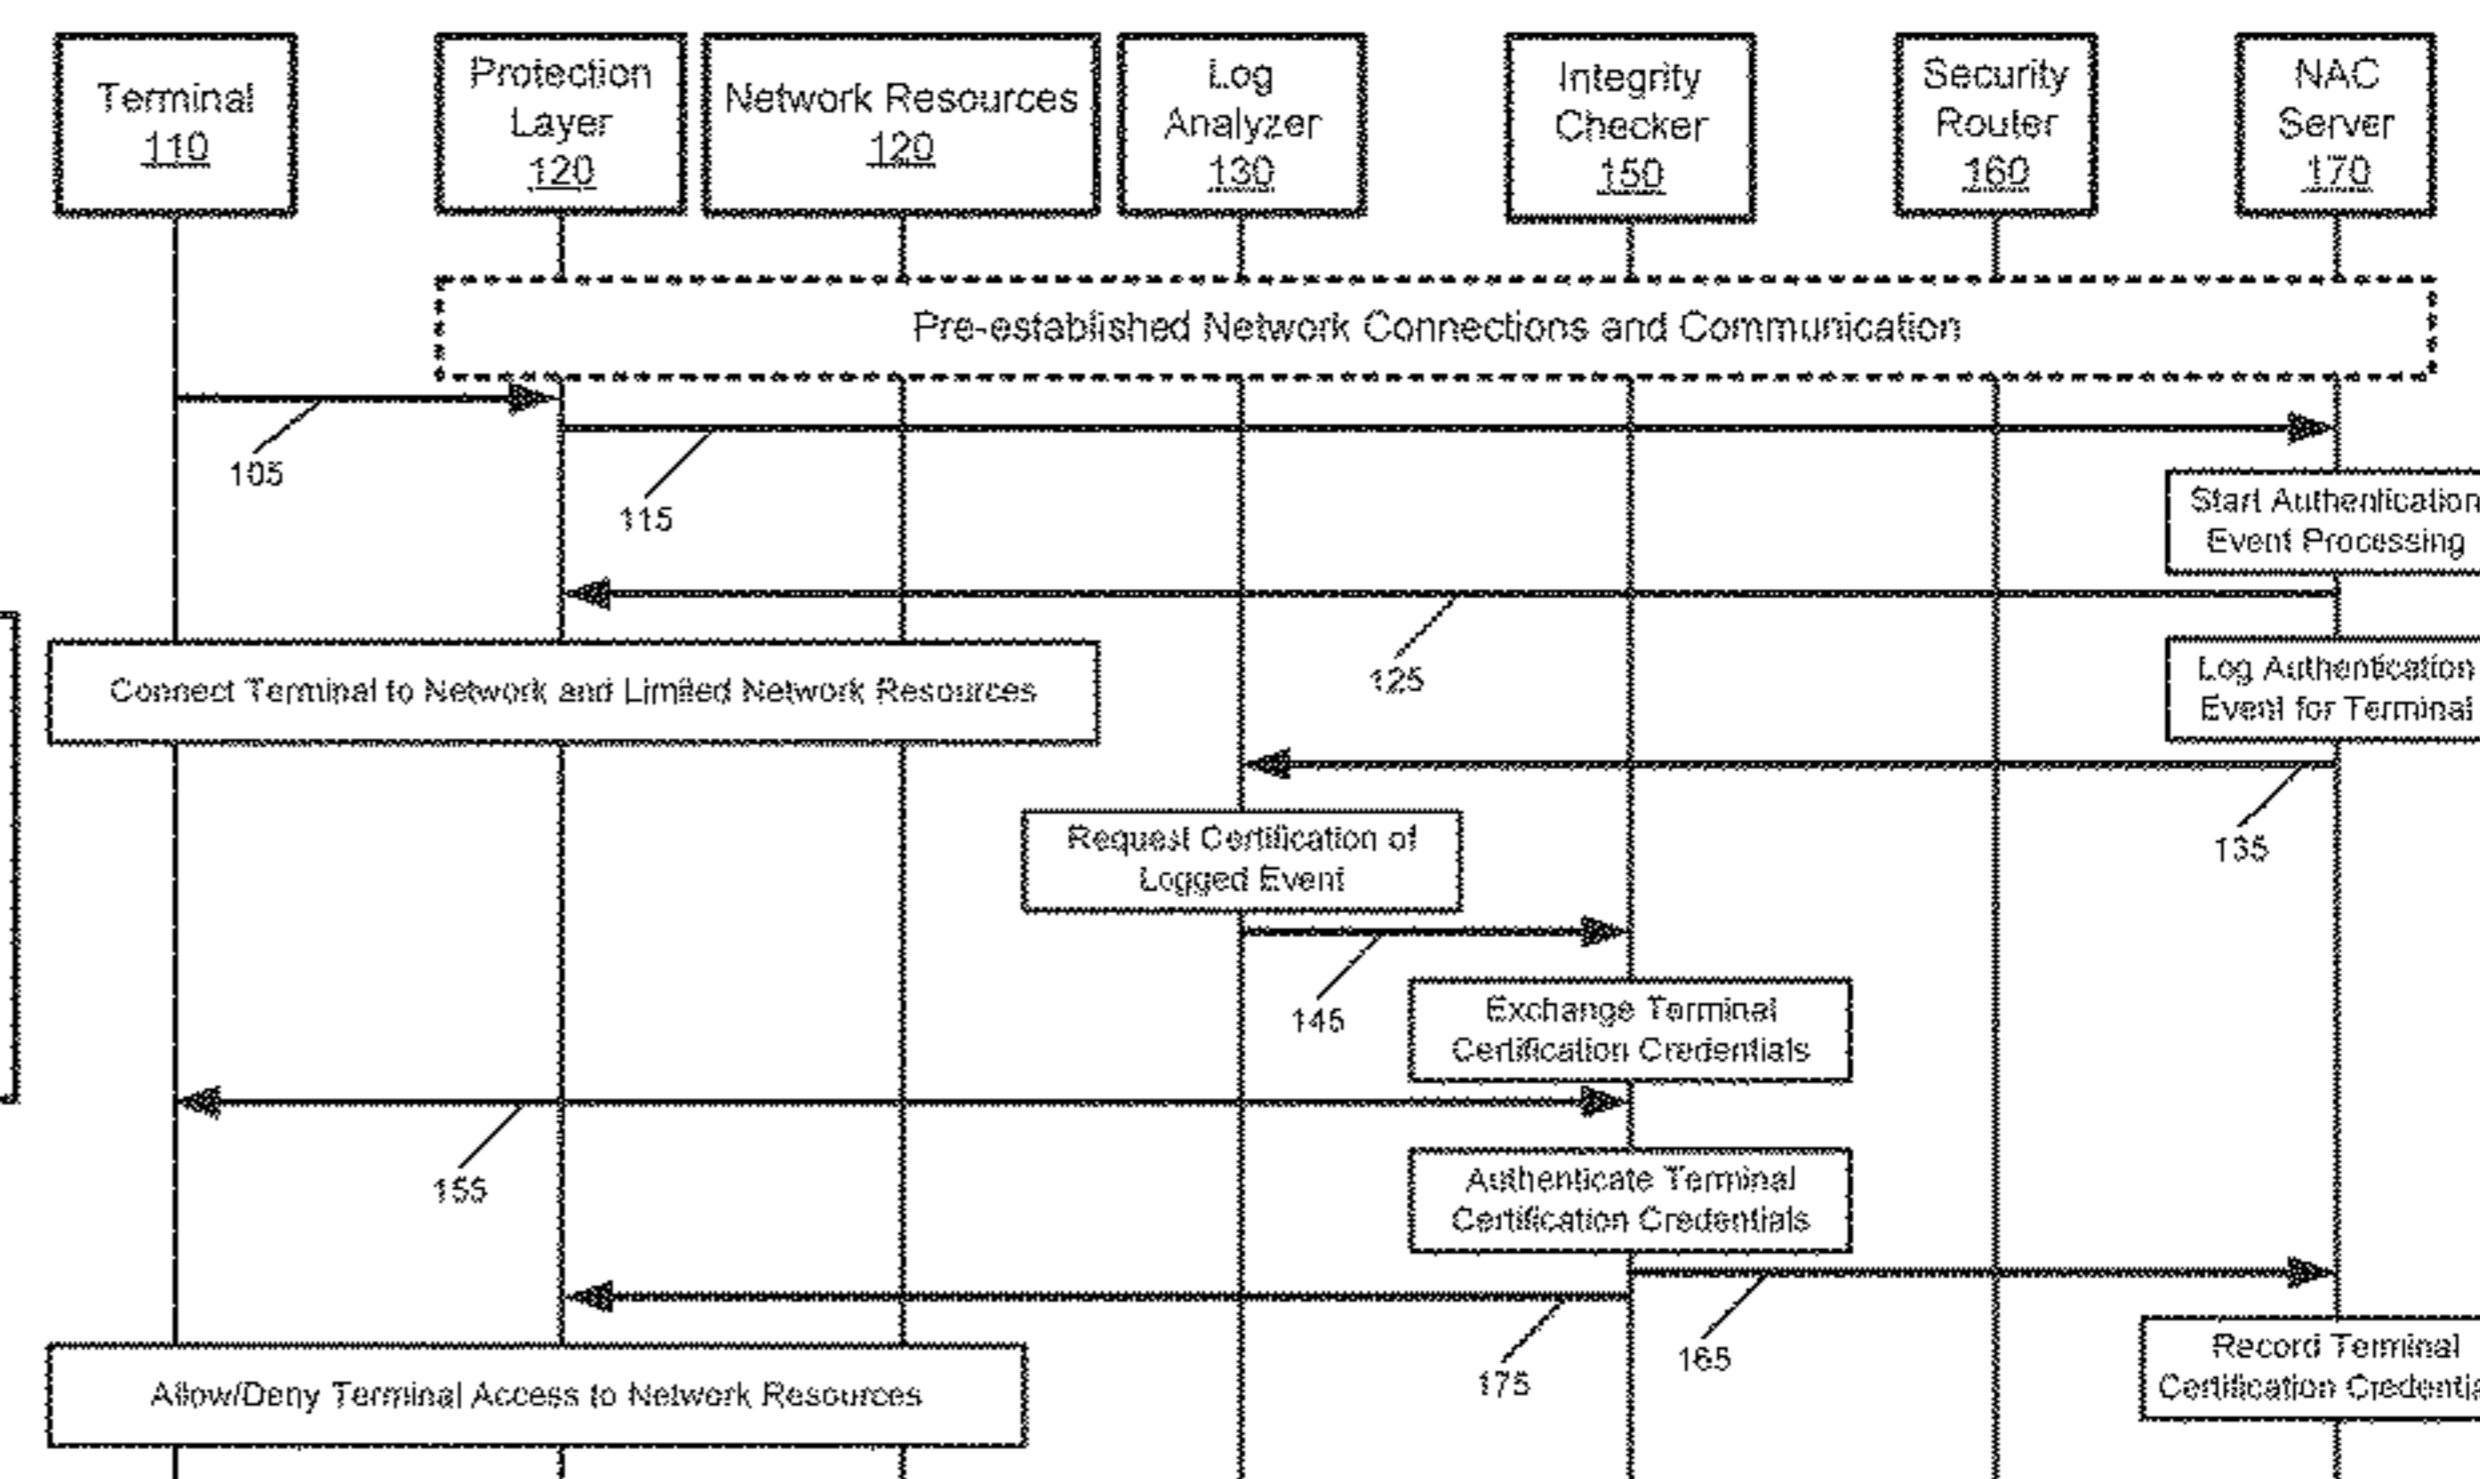 Terminal
110
Protection
Layer
120
Network Resources
120
Log
Analyzer
130
Integrity
Checker
150
Security
Router
160
NAC
Server
170
Pre-established Network Connections and Communication
105
115
Start Authentication
Event Processing
125
Connect Terminal to Network and Limited Network Resources
Log Authentication
Event for Terminal
135
Request Certification of
Logged Event
145
Exchange Terminal
Certification Credentials
155
Authenticate Terminal
Certification Credentials
165
175
Record Terminal
Certification Credentia
Allow/Deny Terminal Access to Network Resources